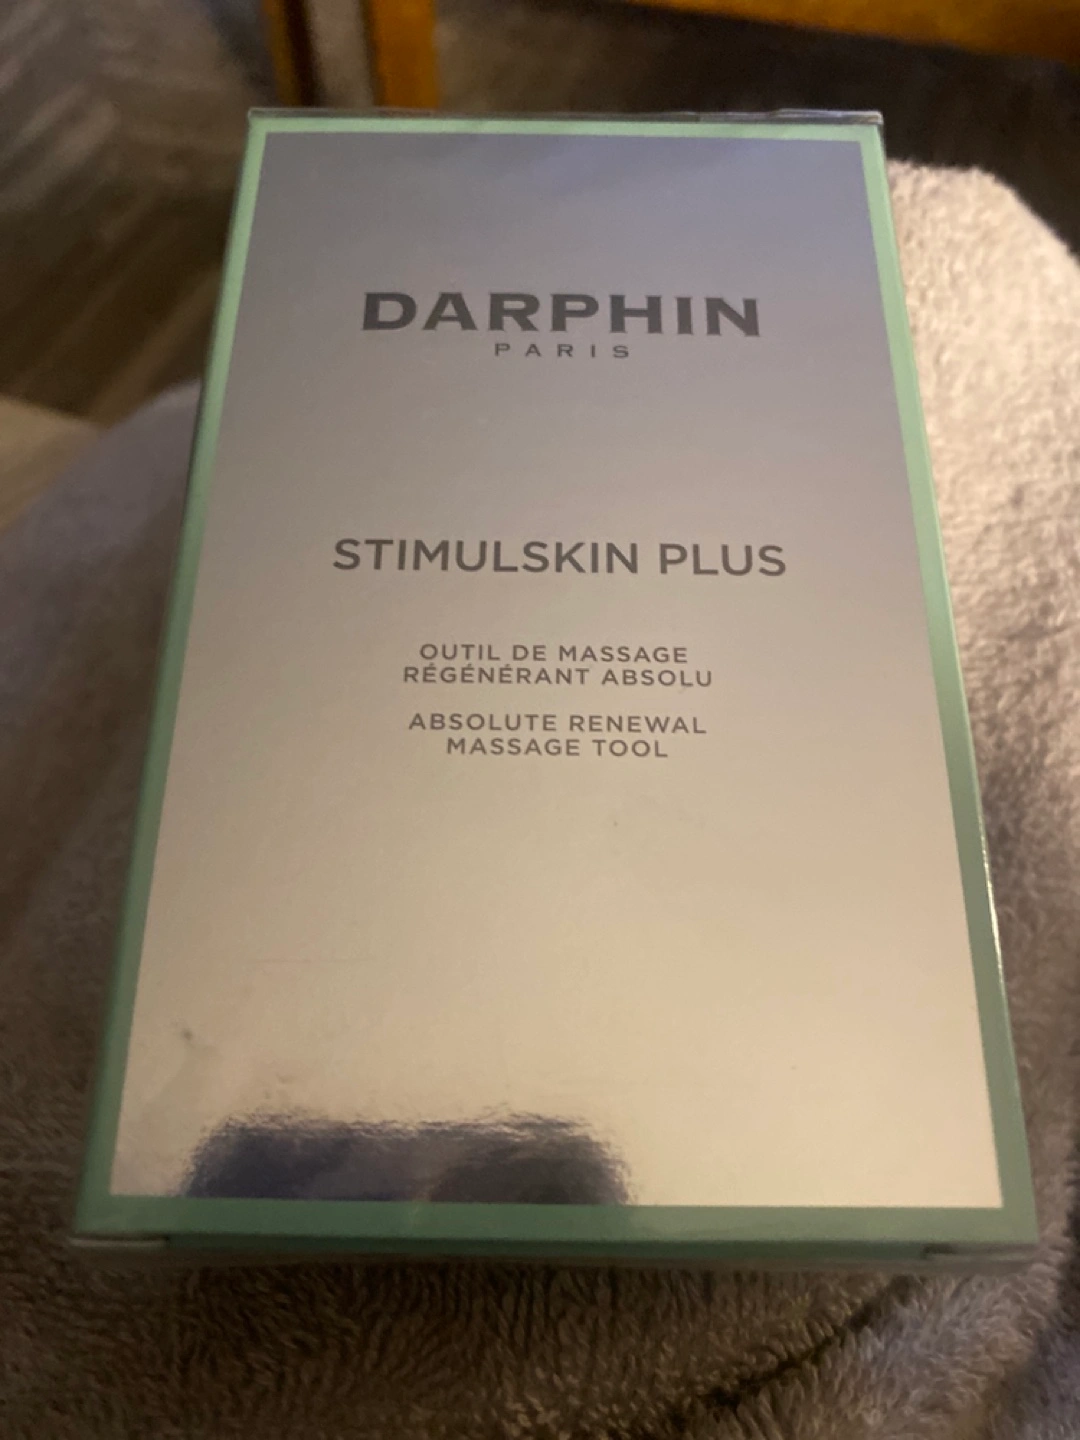 DARPHIN
PARIS
STIMULSKIN PLUS
OUTIL DE MASSAGE
RÉGÉNÉRANT ABSOLU
ABSOLUTE RENEWAL
MASSAGE TOOL